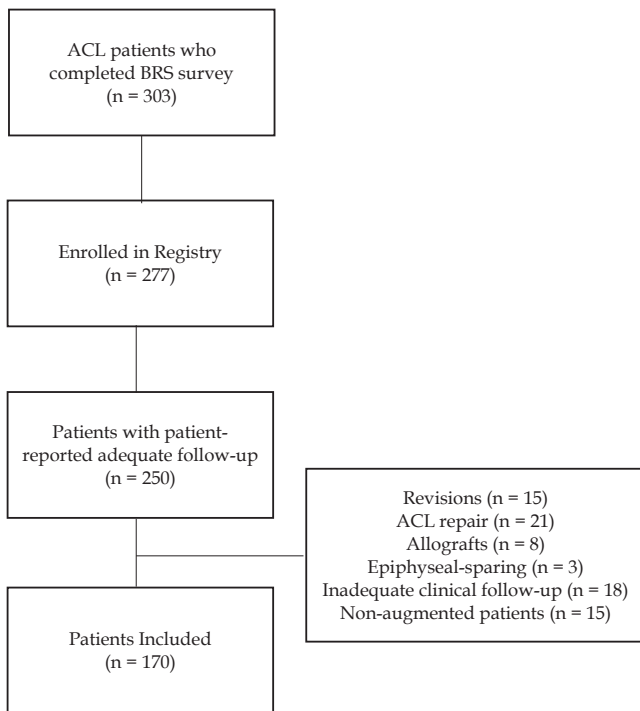 ACL patients who
completed BRS survey
(n = 303)
Enrolled in Registry
(n = 277)
Patients with patient-
reported adequate follow-up
(n = 250)
Revisions (n = 15)
ACL repair (n = 21)
Allografts (n = 8)
Epiphyseal-sparing (n = 3)
Inadequate clinical follow-up (n = 18)
Non-augmented patients (n = 15)
Patients Included
(n = 170)